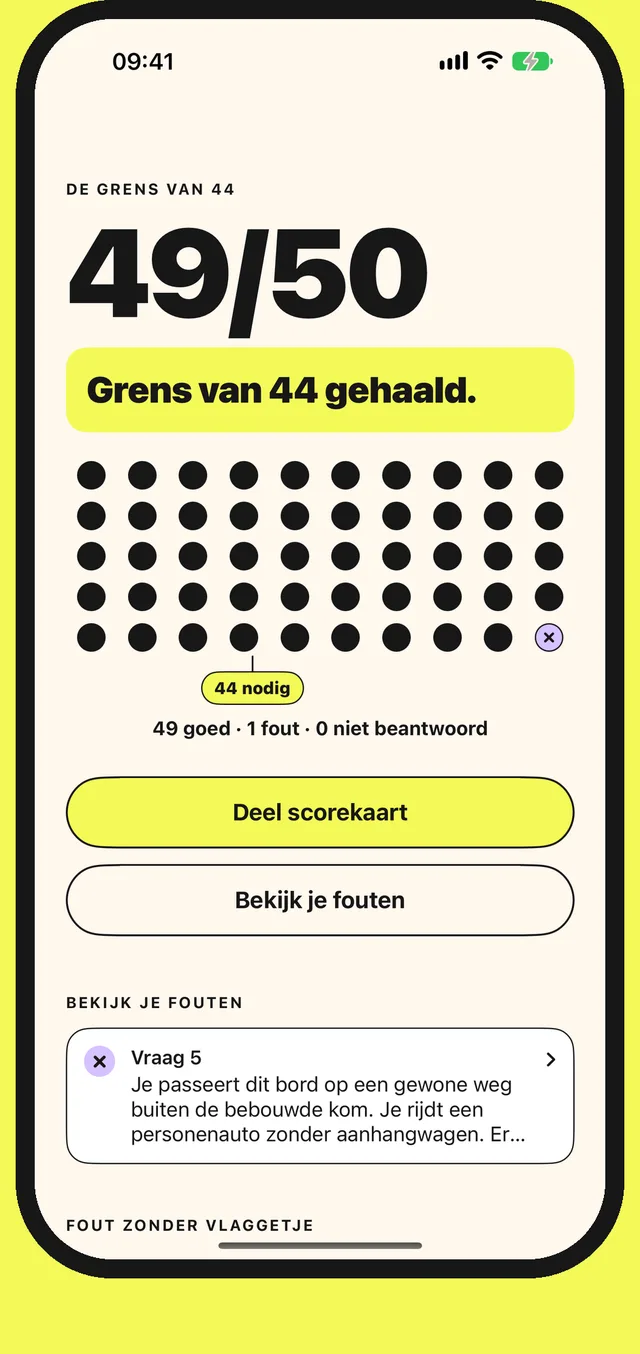 09:41
DE GRENS VAN 44
49/50
Grens van 44 gehaald.
44 nodig
49 goed · 1 fout · 0 niet beantwoord
Deel scorekaart
Bekijk je fouten
BEKIJK JE FOUTEN
Vraag 5
Je passeert dit bord op een gewone weg
buiten de bebouwde kom. Je rijdt een
personenauto zonder aanhangwagen. Er...
FOUT ZONDER VLAGGETJE